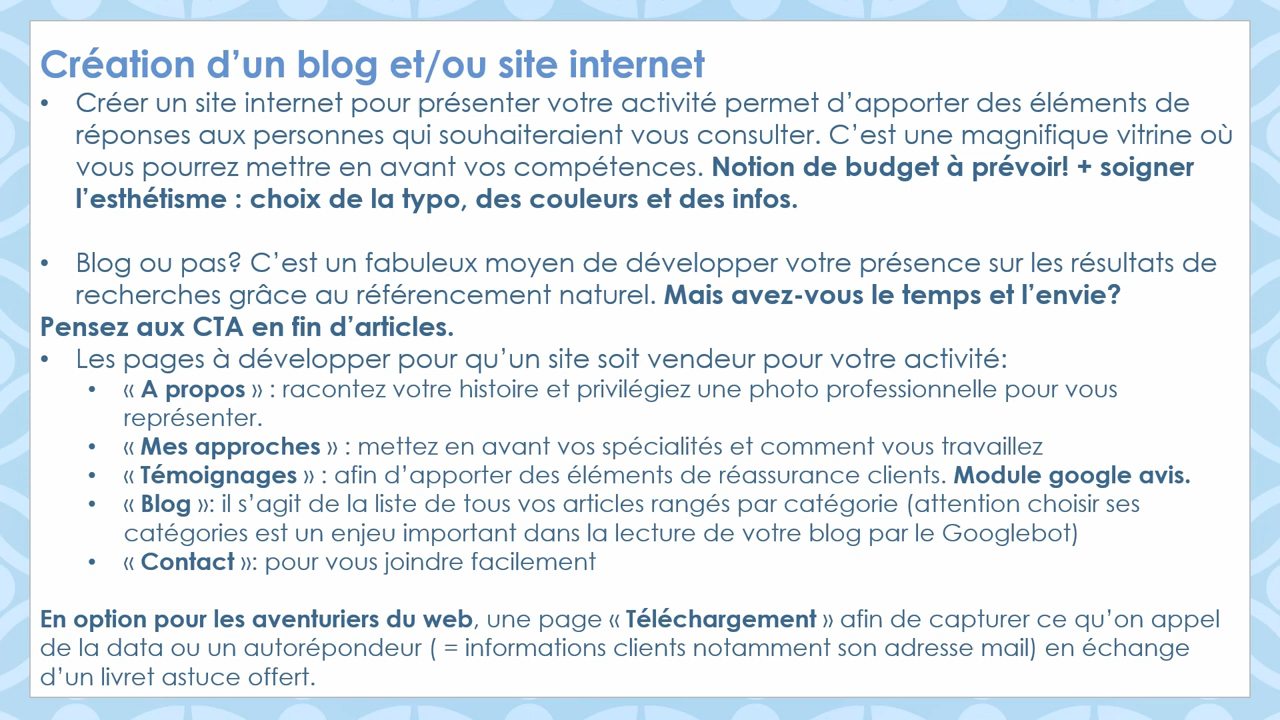 Création d’un blog et/ou site internet
• Créer un site internet pour présenter votre activité permet d’apporter des éléments de
réponses aux personnes qui souhaiteraient vous consulter. C’est une magnifique vitrine où
vous pourrez mettre en avant vos compétences. Notion de budget à prévoir! + soigner
l’esthétisme : choix de la typo, des couleurs et des infos.
• Blog ou pas? C’est un fabuleux moyen de développer votre présence sur les résultats de
recherches grâce au référencement naturel. Mais avez-vous le temps et l’envie?
Pensez aux CTA en fin d’articles.
• Les pages à développer pour qu’un site soit vendeur pour votre activité:
• « A propos » : racontez votre histoire et privilégiez une photo professionnelle pour vous
représenter.
• « Mes approches » : mettez en avant vos spécialités et comment vous travaillez
• « Témoignages » : afin d’apporter des éléments de réassurance clients. Module google avis.
• « Blog »: il s’agit de la liste de tous vos articles rangés par catégorie (attention choisir ses
catégories est un enjeu important dans la lecture de votre blog par le Googlebot)
• « Contact »: pour vous joindre facilement
En option pour les aventuriers du web, une page « Téléchargement » afin de capturer ce qu’on appel
de la data ou un autorépondeur ( = informations clients notamment son adresse mail) en échange
d’un livret astuce offert.